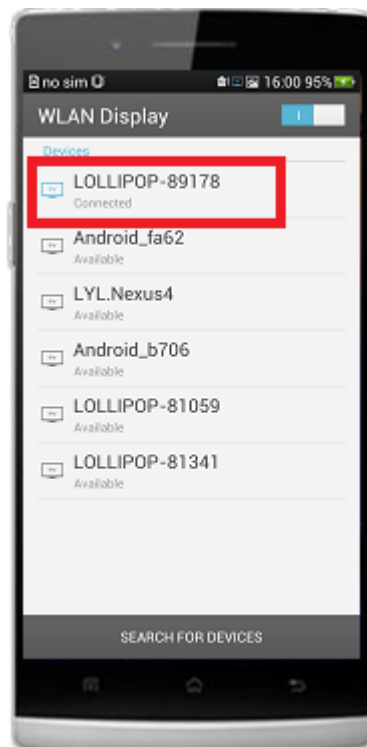 no sim
16:00 95%
WLAN Display
Devices
LOLLIPOP-89178
Connected
Android_fa62
Available
LYL.Nexus4
Available
Android_b706
Available
LOLLIPOP-81059
Available
LOLLIPOP-81341
Available
SEARCH FOR DEVICES